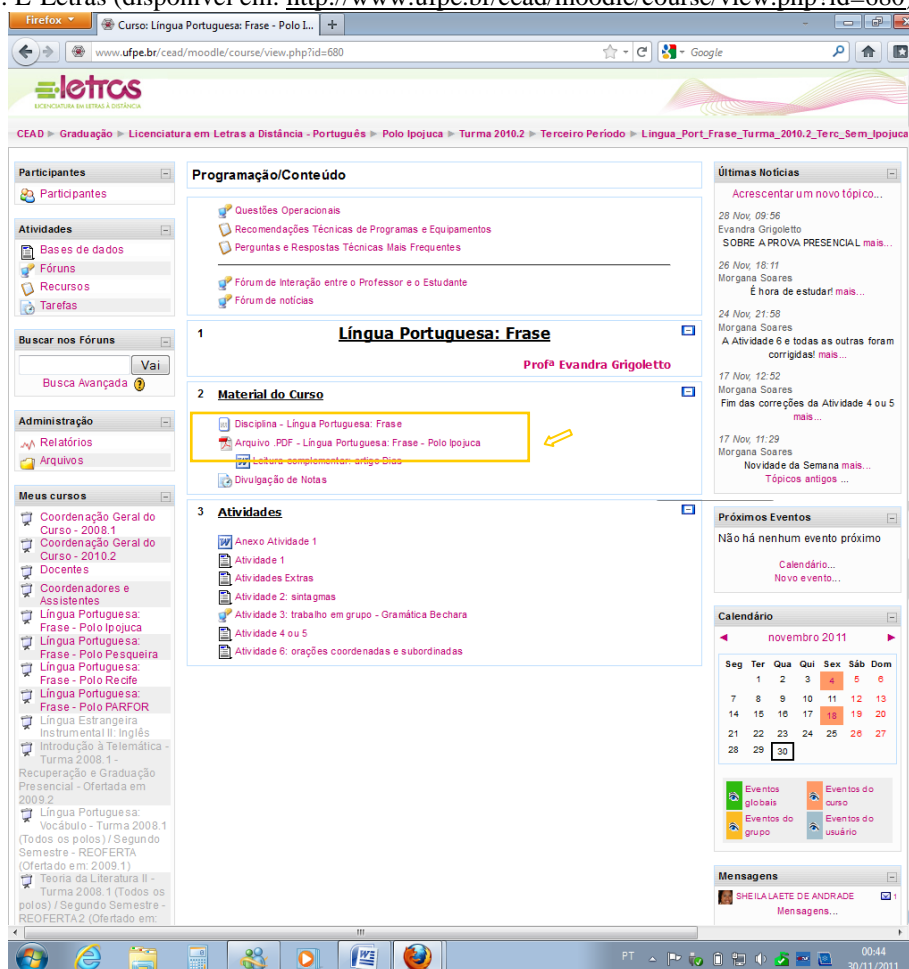 . E-Letras (disponível em: http://www.ufpe.br/cead/moodle/course/view.php?id=680
Firefox
Curso: Língua Portuguesa: Frase - Polo I...
www.ufpe.br/cead/moodle/course/view.php?id=680
Google
e-letras
LICENCIATURA EM LETRAS À DISTÂNCIA
CEAD ► Graduação ► Licenciatura em Letras a Distância - Português ► Polo Ipojuca ► Turma 2010.2 ► Terceiro Período ► Lingua_Port_Frase_Turma_2010.2_Terc_Sem_Ipojuca
Participantes
Participantes
Atividades
Bases de dados
Fóruns
Recursos
Tarefas
Buscar nos Fóruns
Vai
Busca Avançada
Administração
Relatórios
Arquivos
Meus cursos
Coordenação Geral do
Curso - 2008.1
Coordenação Geral do
Curso - 2010.2
Docentes
Coordenadores e
Assistentes
Língua Portuguesa:
Frase - Polo Ipojuca
Língua Portuguesa:
Frase - Polo Pesqueira
Língua Portuguesa:
Frase - Polo Recife
Língua Portuguesa:
Frase - Polo PARFOR
Língua Estrangeira
Instrumental II: Inglês
Introdução à Telemática -
Turma 2008.1 -
Recuperação e Graduação
Presencial - Ofertada em
2009.2
Língua Portuguesa:
Vocábulo - Turma 2008.1
(Todos os polos) / Segundo
Semestre - REOFERTA
(Ofertado em: 2009.1)
Teoria da Literatura II -
Turma 2008.1 (Todos os
polos) / Segundo Semestre -
REOFERTA2 (Ofertado em:
Programação/Conteúdo
Questões Operacionais
Recomendações Técnicas de Programas e Equipamentos
Perguntas e Respostas Técnicas Mais Frequentes
Fórum de Interação entre o Professor e o Estudante
Fórum de notícias
1 Língua Portuguesa: Frase
Profª Evandra Grigoletto
2 Material do Curso
Disciplina - Língua Portuguesa: Frase
Arquivo .PDF - Língua Portuguesa: Frase - Polo Ipojuca
Leitura complementar: artigo Dias
Divulgação de Notas
3 Atividades
Anexo Atividade 1
Atividade 1
Atividades Extras
Atividade 2: sintagmas
Atividade 3: trabalho em grupo - Gramática Bechara
Atividade 4 ou 5
Atividade 6: orações coordenadas e subordinadas
Últimas Notícias
Acrescentar um novo tópico...
28 Nov, 09:56
Evandra Grigoletto
SOBRE A PROVA PRESENCIAL mais...
26 Nov, 18:11
Morgana Soares
É hora de estudar! mais...
24 Nov, 21:58
Morgana Soares
A Atividade 6 e todas as outras foram
corrigidas! mais...
17 Nov, 12:52
Morgana Soares
Fim das correções da Atividade 4 ou 5
mais...
17 Nov, 11:29
Morgana Soares
Novidade da Semana mais...
Tópicos antigos ...
Próximos Eventos
Não há nenhum evento próximo
Calendário...
Novo evento...
Calendário
◄ novembro 2011 ►
Seg Ter Qua Qui Sex Sáb Dom
1 2 3 4 5 6
7 8 9 10 11 12 13
14 15 16 17 18 19 20
21 22 23 24 25 26 27
28 29 30
Eventos globais
Eventos do curso
Eventos do grupo
Eventos do usuário
Mensagens
SHEILA LAETE DE ANDRADE 1
Mensagens...
PT
00:44
30/11/2011